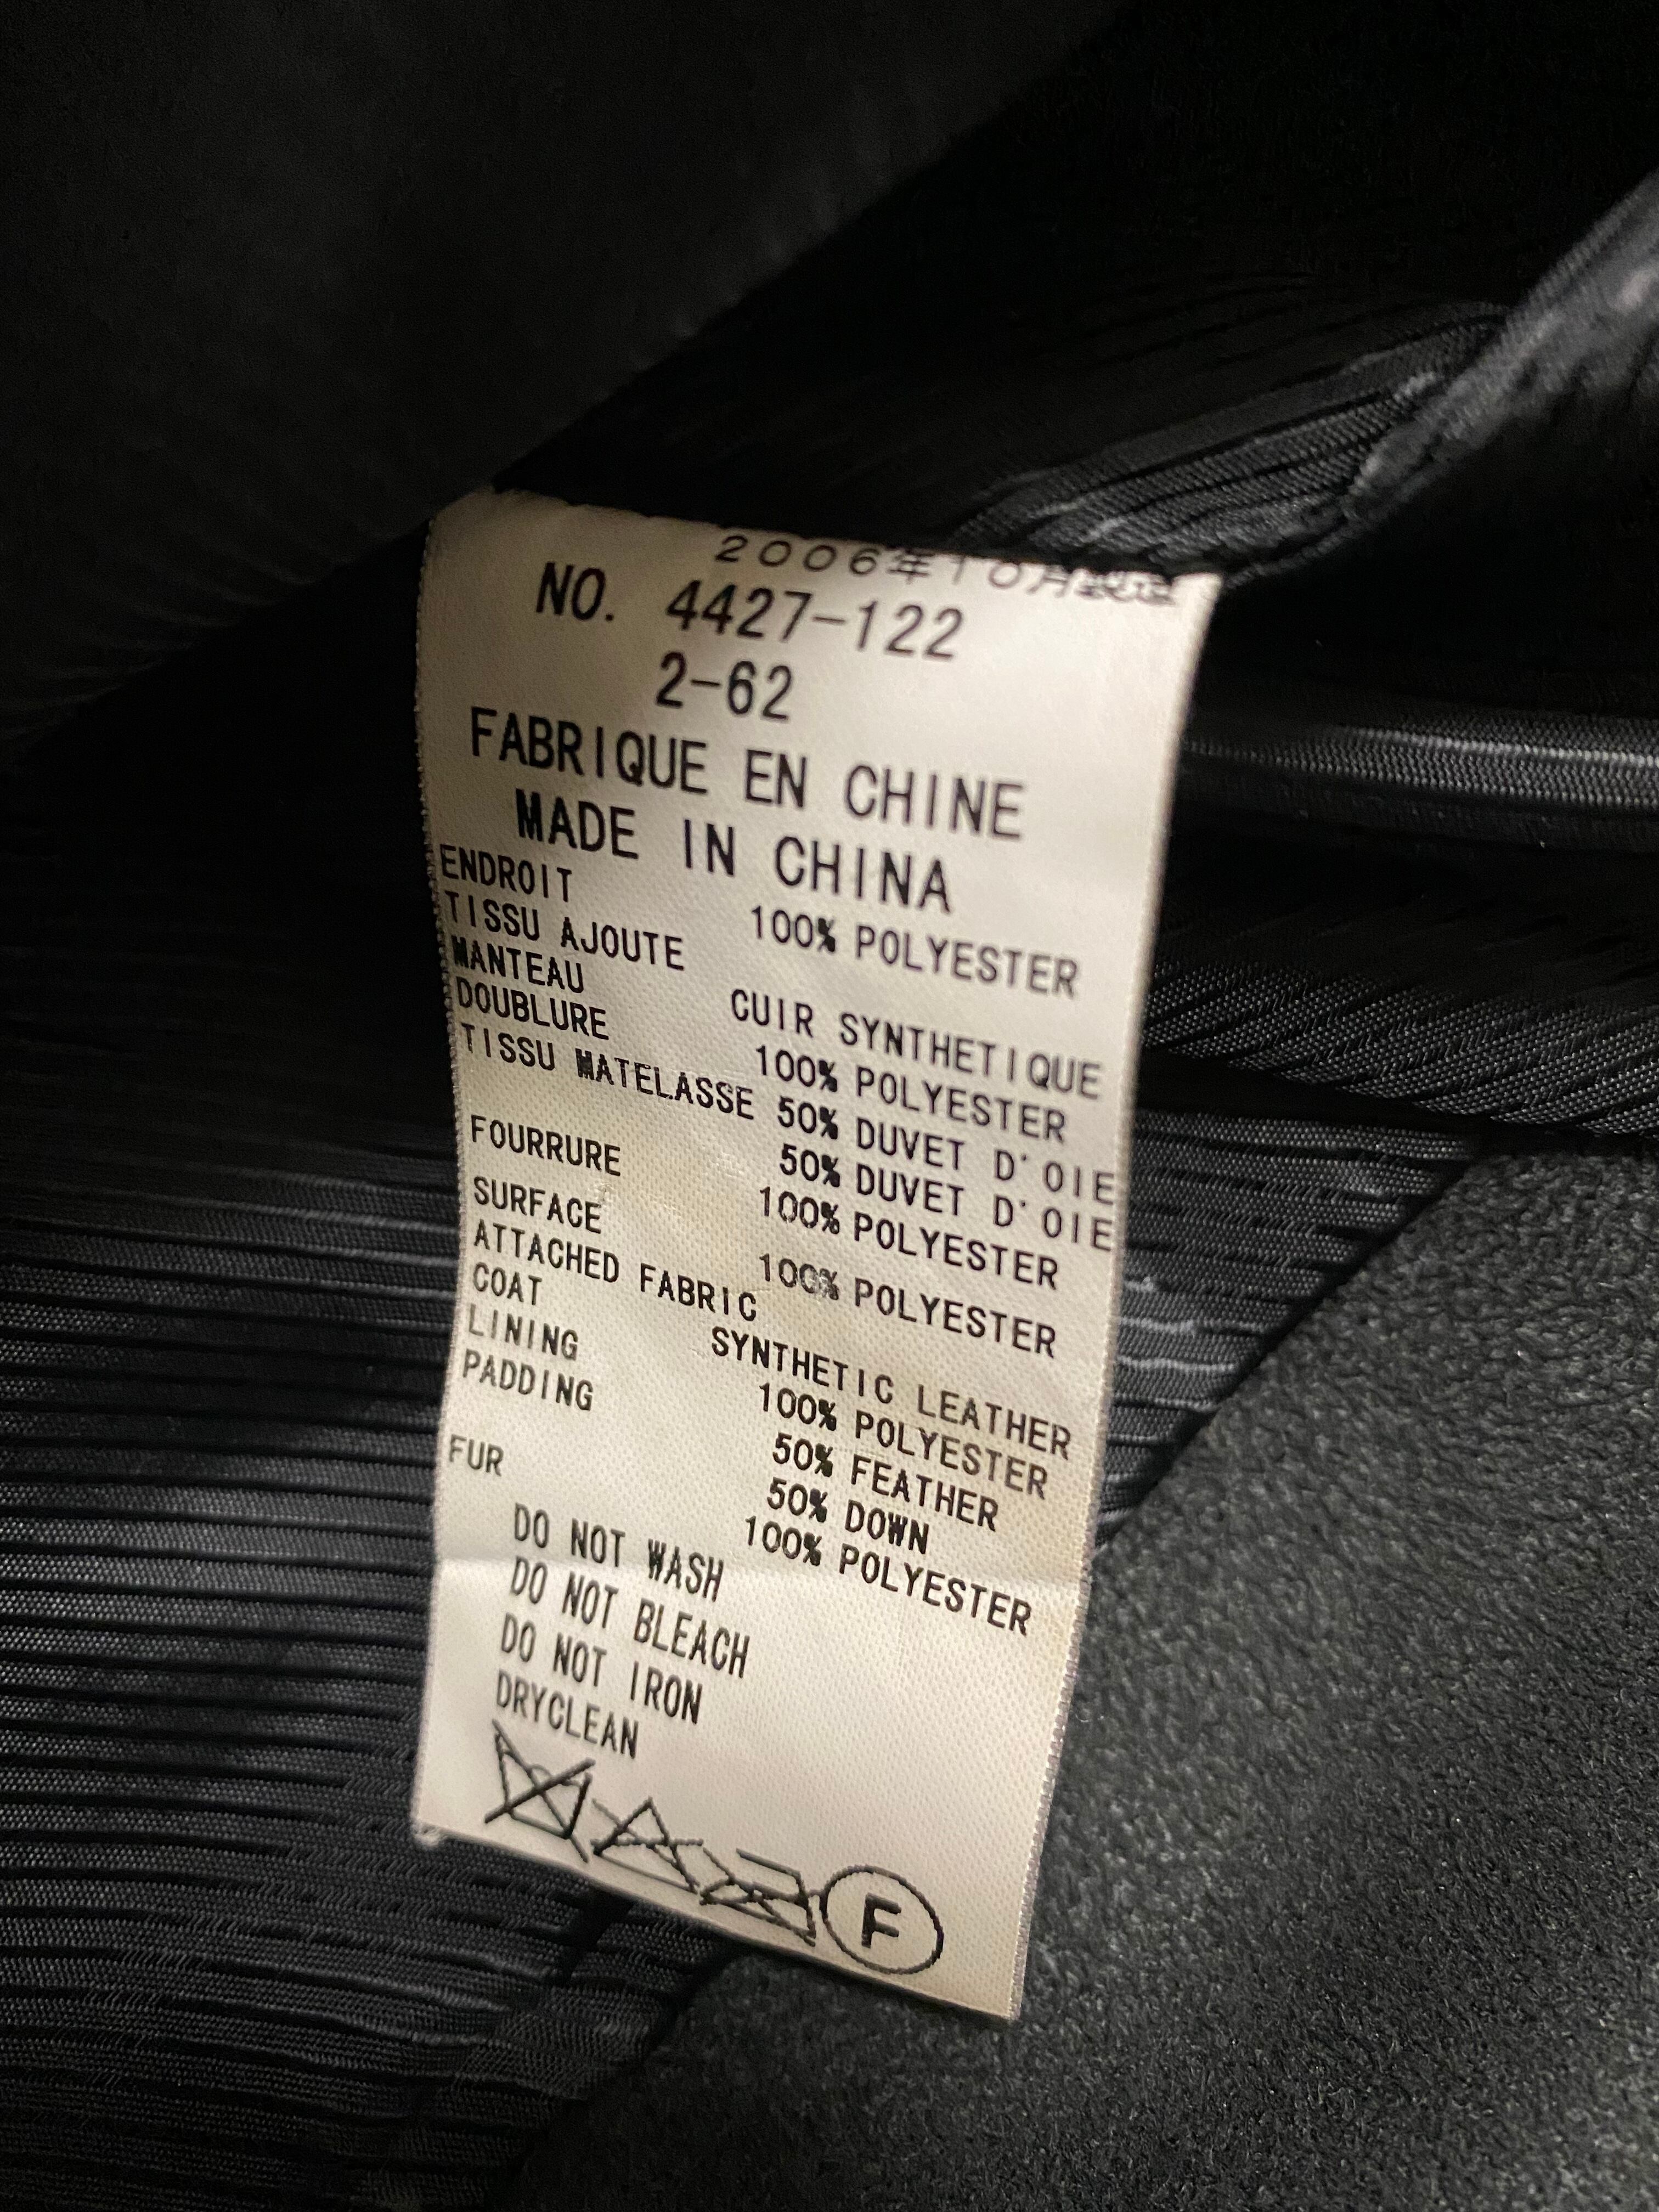 2006年10月製造
NO. 4427-122
2-62
FABRIQUE EN CHINE
MADE IN CHINA
ENDROIT
100% POLYESTER
TISSU AJOUTE
CUIR SYNTHETIQUE
MANTEAU
100% POLYESTER
DOUBLURE
50% DUVET D'OIE
TISSU MATELASSE
50% DUVET D'OIE
FOURRURE
100% POLYESTER
SURFACE
100% POLYESTER
ATTACHED FABRIC
SYNTHETIC LEATHER
COAT
100% POLYESTER
LINING
50% FEATHER
PADDING
50% DOWN
FUR
100% POLYESTER
DO NOT WASH
DO NOT BLEACH
DO NOT IRON
DRYCLEAN
F